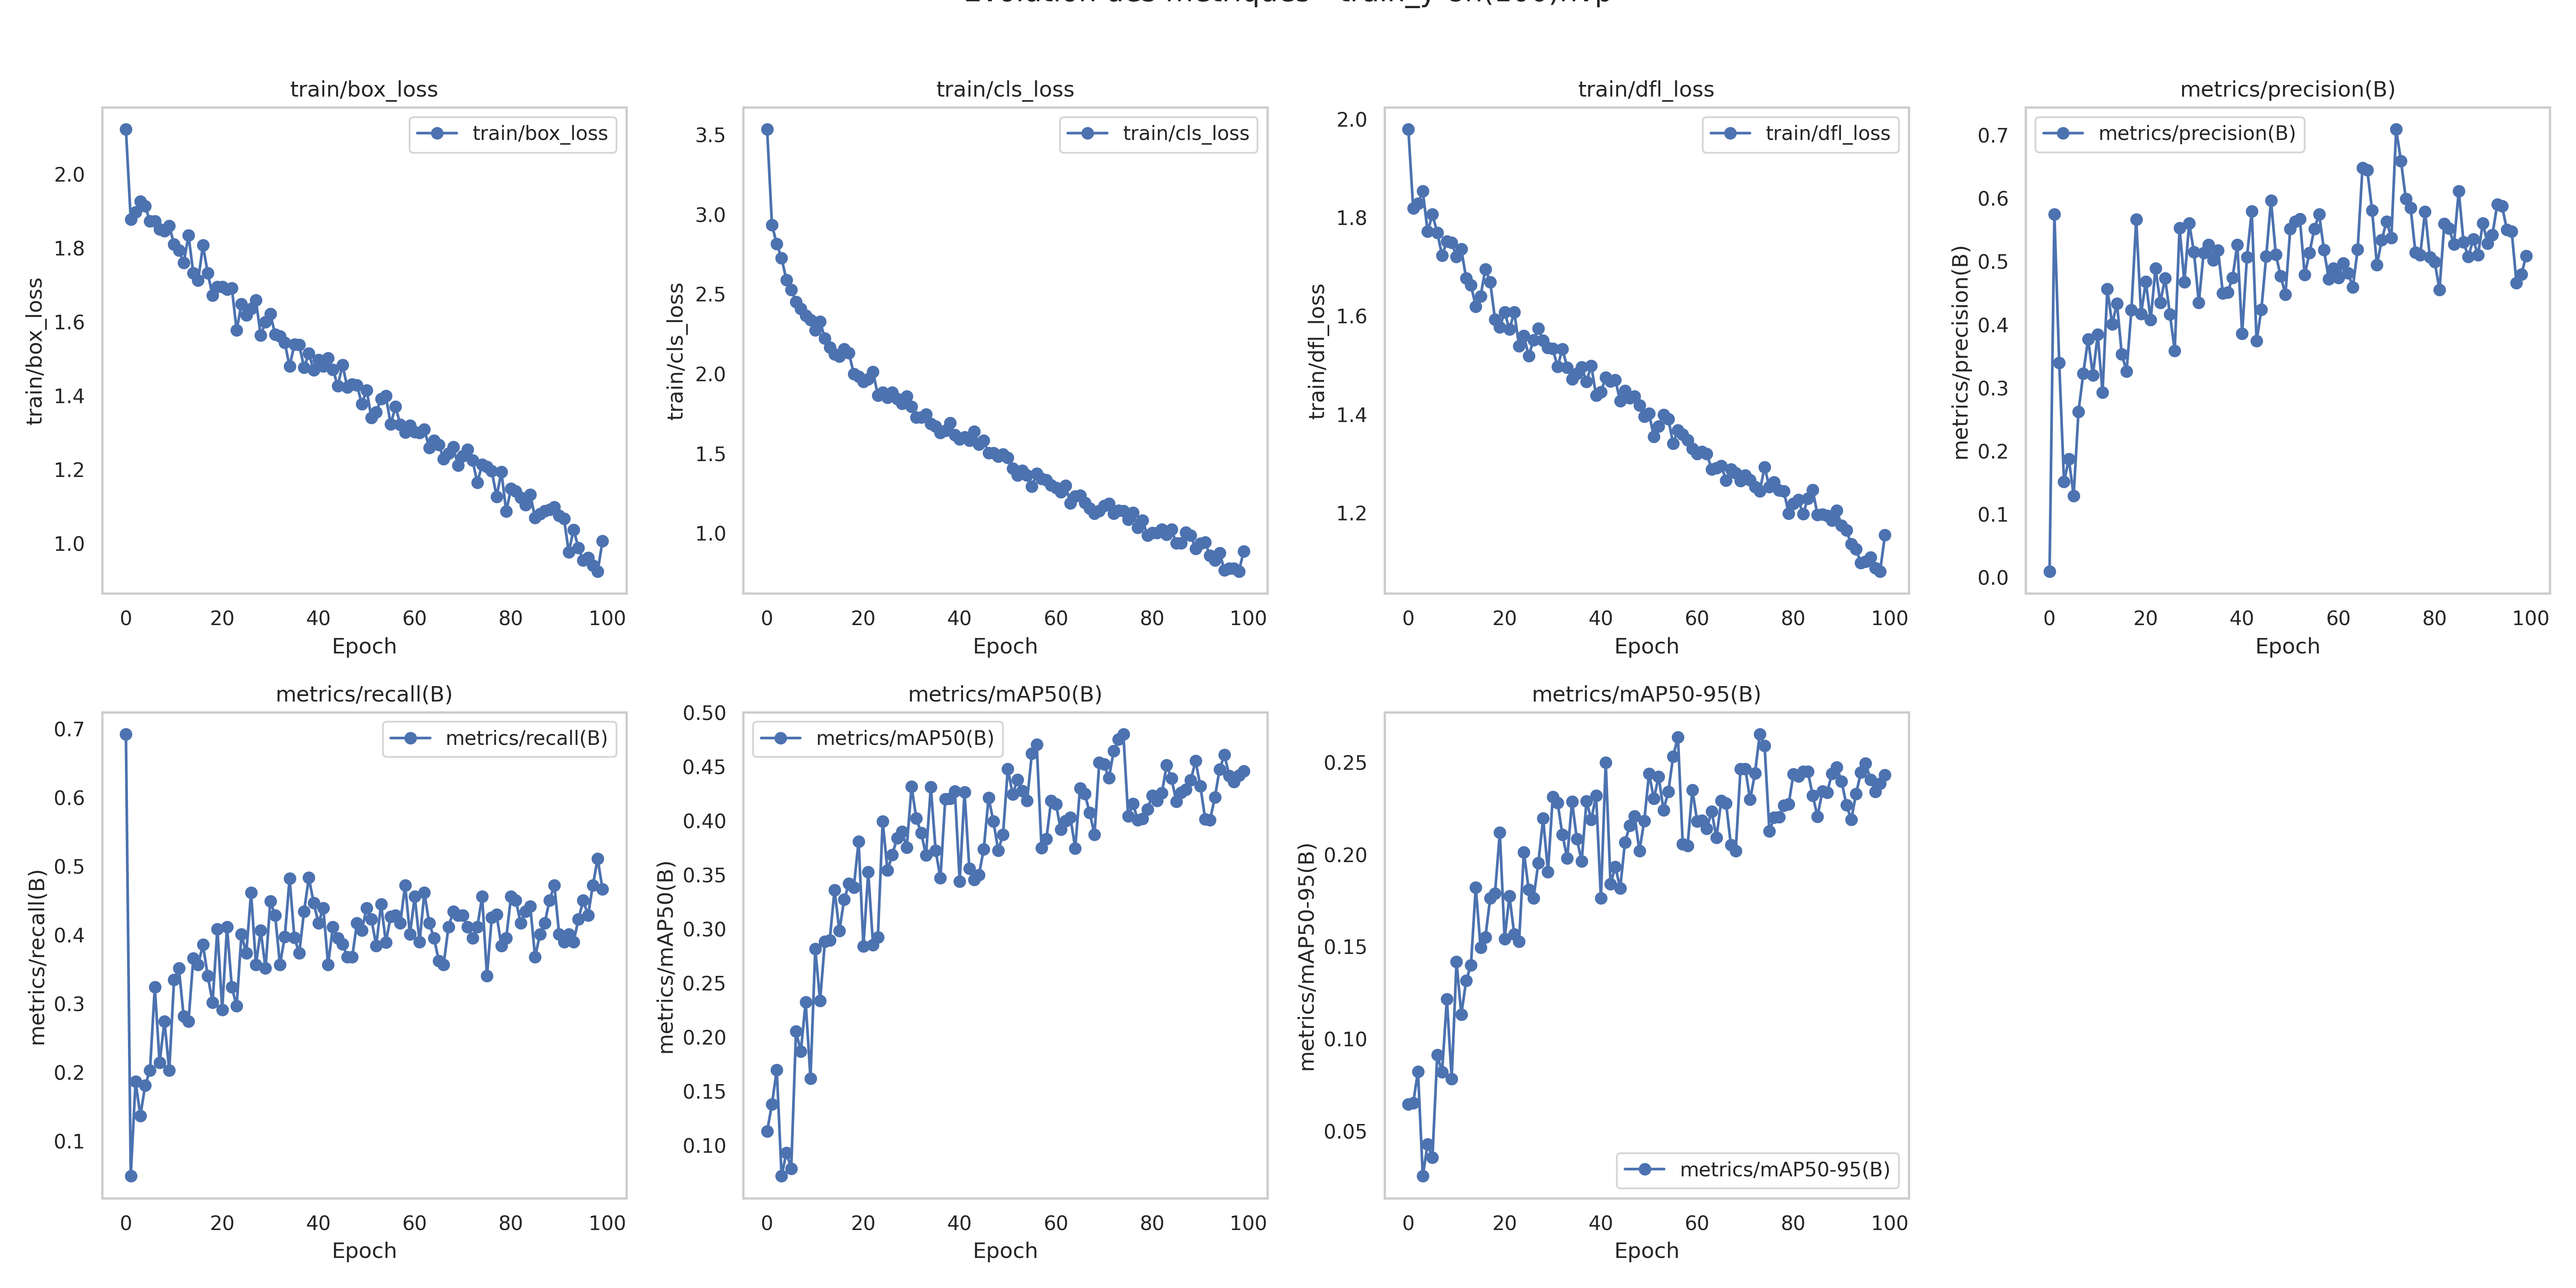 train/box_loss
train/cls_loss
train/dfl_loss
metrics/precision(B)
train/box_loss
train/cls_loss
train/dfl_loss
metrics/precision(B)
train/box_loss
2.0
1.8
1.6
1.4
1.2
1.0
0 20 40 60 80 100
Epoch
train/cls_loss
3.5
3.0
2.5
2.0
1.5
1.0
0 20 40 60 80 100
Epoch
train/dfl_loss
2.0
1.8
1.6
1.4
1.2
0 20 40 60 80 100
Epoch
metrics/precision(B)
0.7
0.6
0.5
0.4
0.3
0.2
0.1
0.0
0 20 40 60 80 100
Epoch
metrics/recall(B)
metrics/mAP50(B)
metrics/mAP50-95(B)
metrics/recall(B)
metrics/mAP50(B)
metrics/mAP50-95(B)
metrics/recall(B)
0.7
0.6
0.5
0.4
0.3
0.2
0.1
0 20 40 60 80 100
Epoch
metrics/mAP50(B)
0.50
0.45
0.40
0.35
0.30
0.25
0.20
0.15
0.10
0 20 40 60 80 100
Epoch
metrics/mAP50-95(B)
0.25
0.20
0.15
0.10
0.05
0 20 40 60 80 100
Epoch